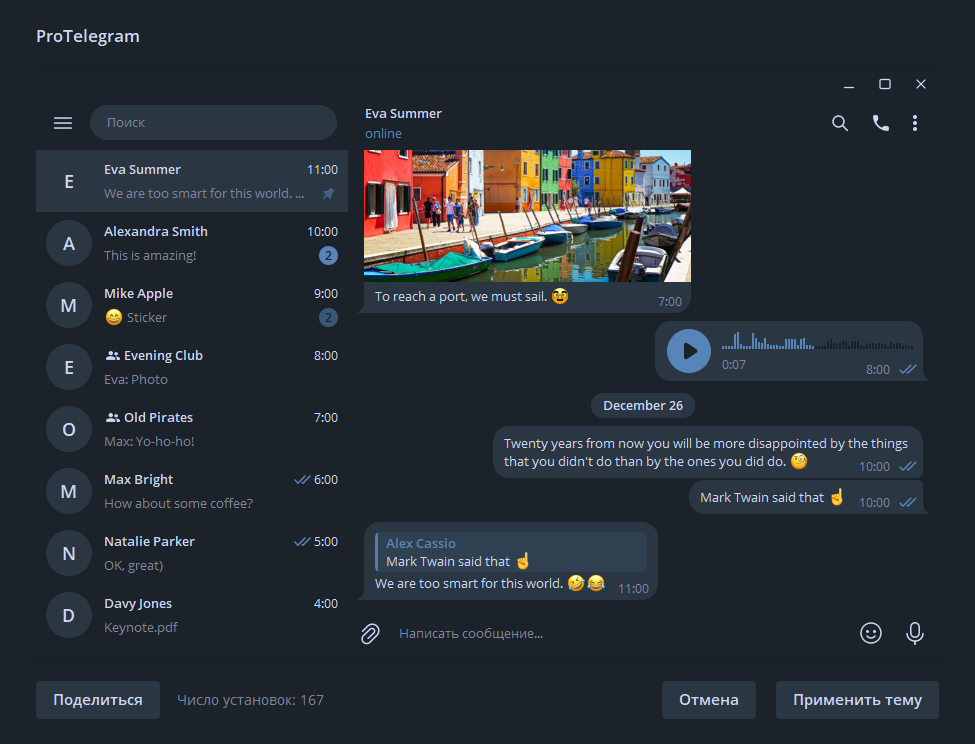 ProTelegram
Поиск
E
Eva Summer 11:00
We are too smart for this world. ...
A
Alexandra Smith 10:00
This is amazing! 2
M
Mike Apple 9:00
😄 Sticker 2
E
Evening Club 8:00
Eva: Photo
O
Old Pirates 7:00
Max: Yo-ho-ho!
M
Max Bright 6:00
How about some coffee?
N
Natalie Parker 5:00
OK, great)
D
Davy Jones 4:00
Keynote.pdf
Eva Summer
online
To reach a port, we must sail. 🤠
7:00
0:07
8:00
December 26
Twenty years from now you will be more disappointed by the things
that you didn't do than by the ones you did do. 🧐
10:00
Mark Twain said that ☝ 10:00
Alex Cassio
Mark Twain said that ☝
We are too smart for this world. 🤣😂 11:00
Написать сообщение...
Поделиться
Число установок: 167
Отмена
Применить тему